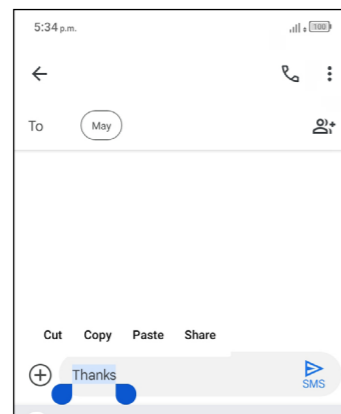 5:34 p.m.
100
To May
Cut Copy Paste Share
Thanks
SMS